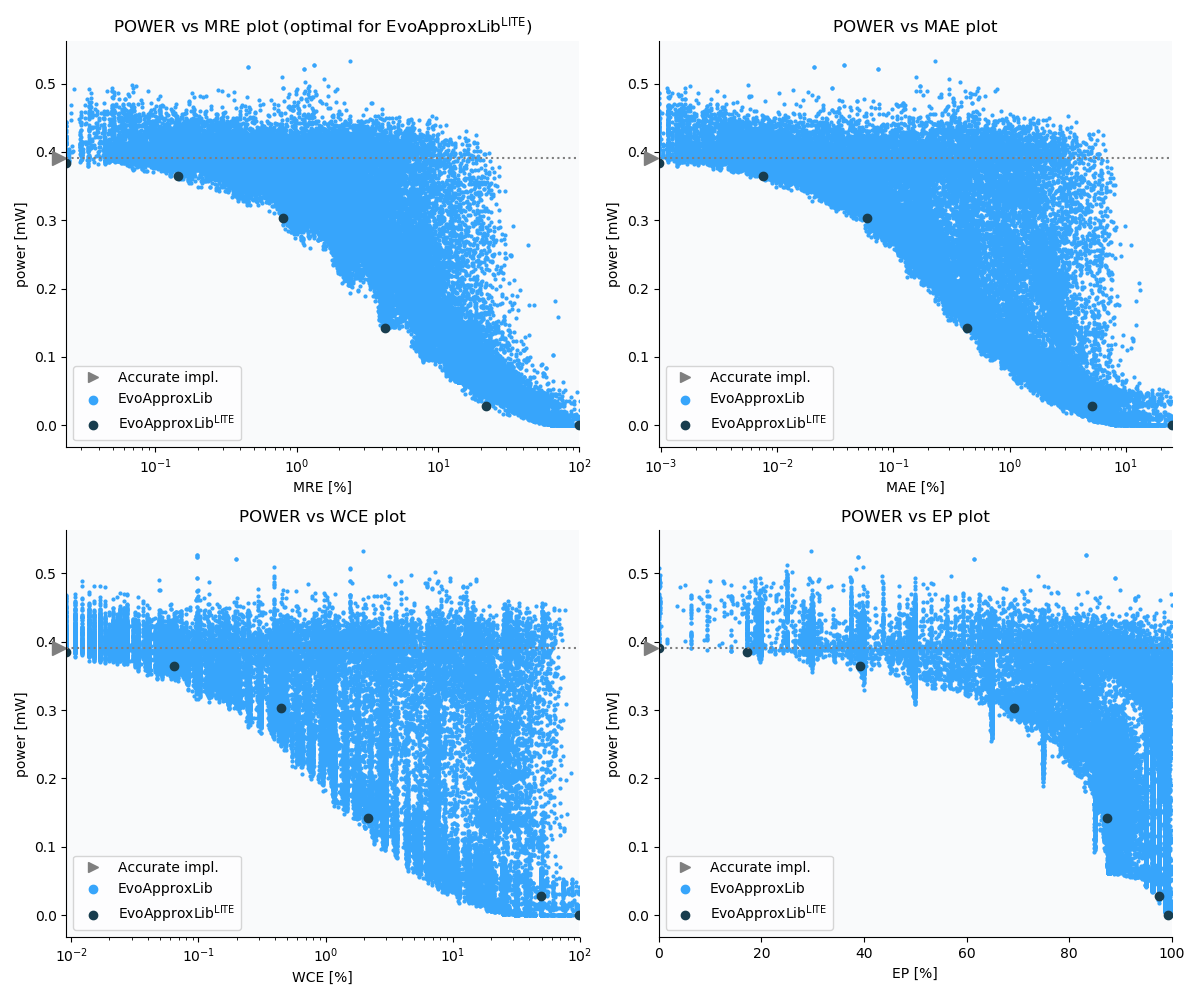 POWER vs MRE plot (optimal for EvoApproxLib^LITE)
0.5
0.4
0.3
0.2
0.1
0.0
power [mW]
Accurate impl.
EvoApproxLib
EvoApproxLib^LITE
10^-1 10^0 10^1 10^2
MRE [%]
POWER vs MAE plot
0.5
0.4
0.3
0.2
0.1
0.0
power [mW]
Accurate impl.
EvoApproxLib
EvoApproxLib^LITE
10^-3 10^-2 10^-1 10^0 10^1
MAE [%]
POWER vs WCE plot
0.5
0.4
0.3
0.2
0.1
0.0
power [mW]
Accurate impl.
EvoApproxLib
EvoApproxLib^LITE
10^-2 10^-1 10^0 10^1 10^2
WCE [%]
POWER vs EP plot
0.5
0.4
0.3
0.2
0.1
0.0
power [mW]
Accurate impl.
EvoApproxLib
EvoApproxLib^LITE
0 20 40 60 80 100
EP [%]